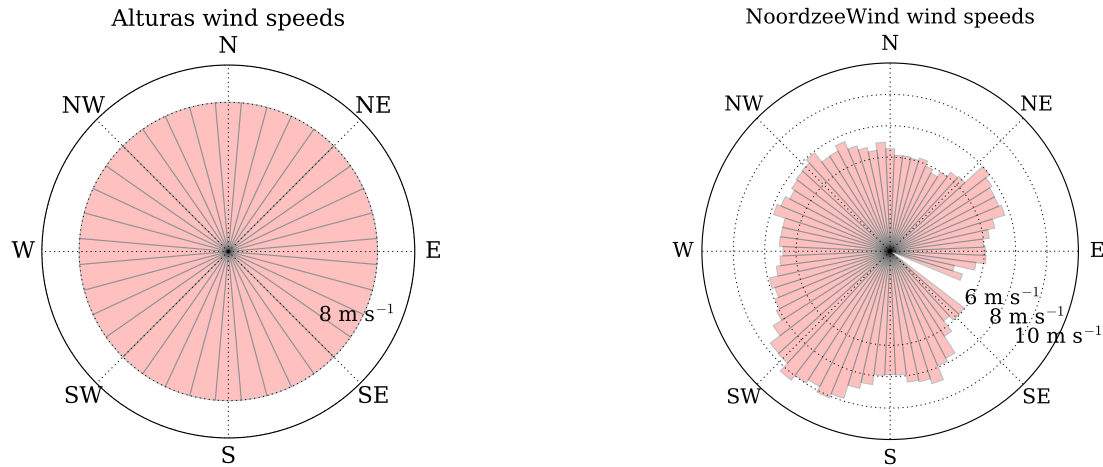 Alturas wind speeds
N
NW
NE
W
E
8 m s⁻¹
SW
SE
S
NoordzeeWind wind speeds
N
NW
NE
W
E
6 m s⁻¹
8 m s⁻¹
10 m s⁻¹
SW
SE
S